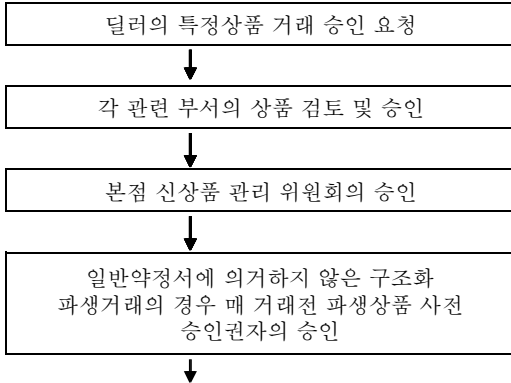 딜러의 특정상품 거래 승인 요청
각 관련 부서의 상품 검토 및 승인
본점 신상품 관리 위원회의 승인
일반약정서에 의거하지 않은 구조화
파생거래의 경우 매 거래전 파생상품 사전
승인권자의 승인